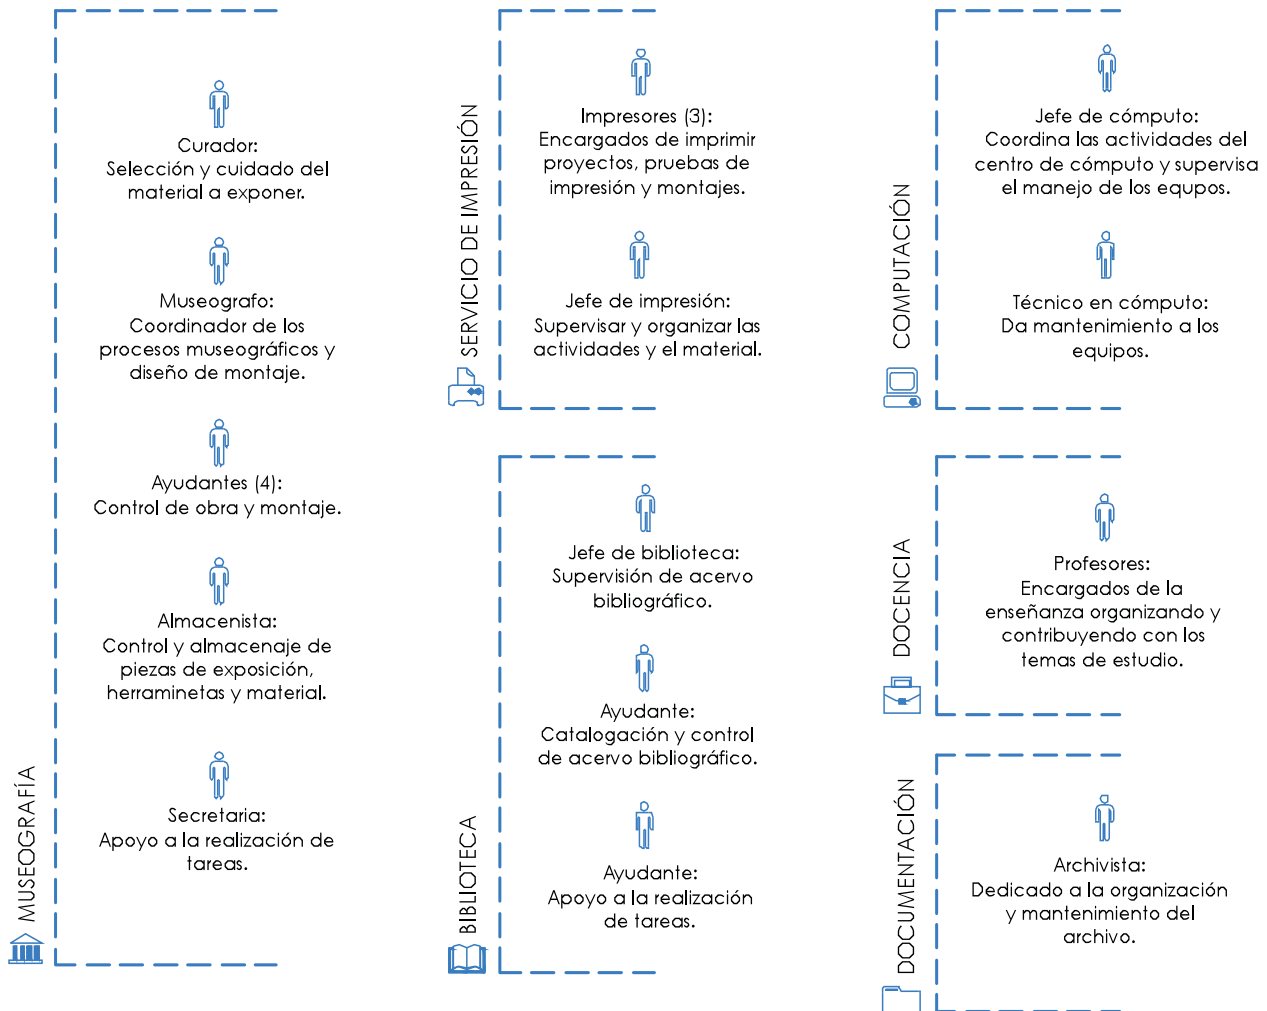 MUSEOGRAFÍA
Curador:
Selección y cuidado del
material a exponer.
Museografo:
Coordinador de los
procesos museográficos y
diseño de montaje.
Ayudantes (4):
Control de obra y montaje.
Almacenista:
Control y almacenaje de
piezas de exposición,
herraminetas y material.
Secretaria:
Apoyo a la realización de
tareas.
SERVICIO DE IMPRESIÓN
Impresores (3):
Encargados de imprimir
proyectos, pruebas de
impresión y montajes.
Jefe de impresión:
Supervisar y organizar las
actividades y el material.
BIBLIOTECA
Jefe de biblioteca:
Supervisión de acervo
bibliográfico.
Ayudante:
Catalogación y control
de acervo bibliográfico.
Ayudante:
Apoyo a la realización
de tareas.
COMPUTACIÓN
Jefe de cómputo:
Coordina las actividades del
centro de cómputo y supervisa
el manejo de los equpos.
Técnico en cómputo:
Da mantenimiento a los
equipos.
DOCENCIA
Profesores:
Encargados de la
enseñanza organizando y
contribuyendo con los
temas de estudio.
DOCUMENTACIÓN
Archivista:
Dedicado a la organización
y mantenimiento del
archivo.